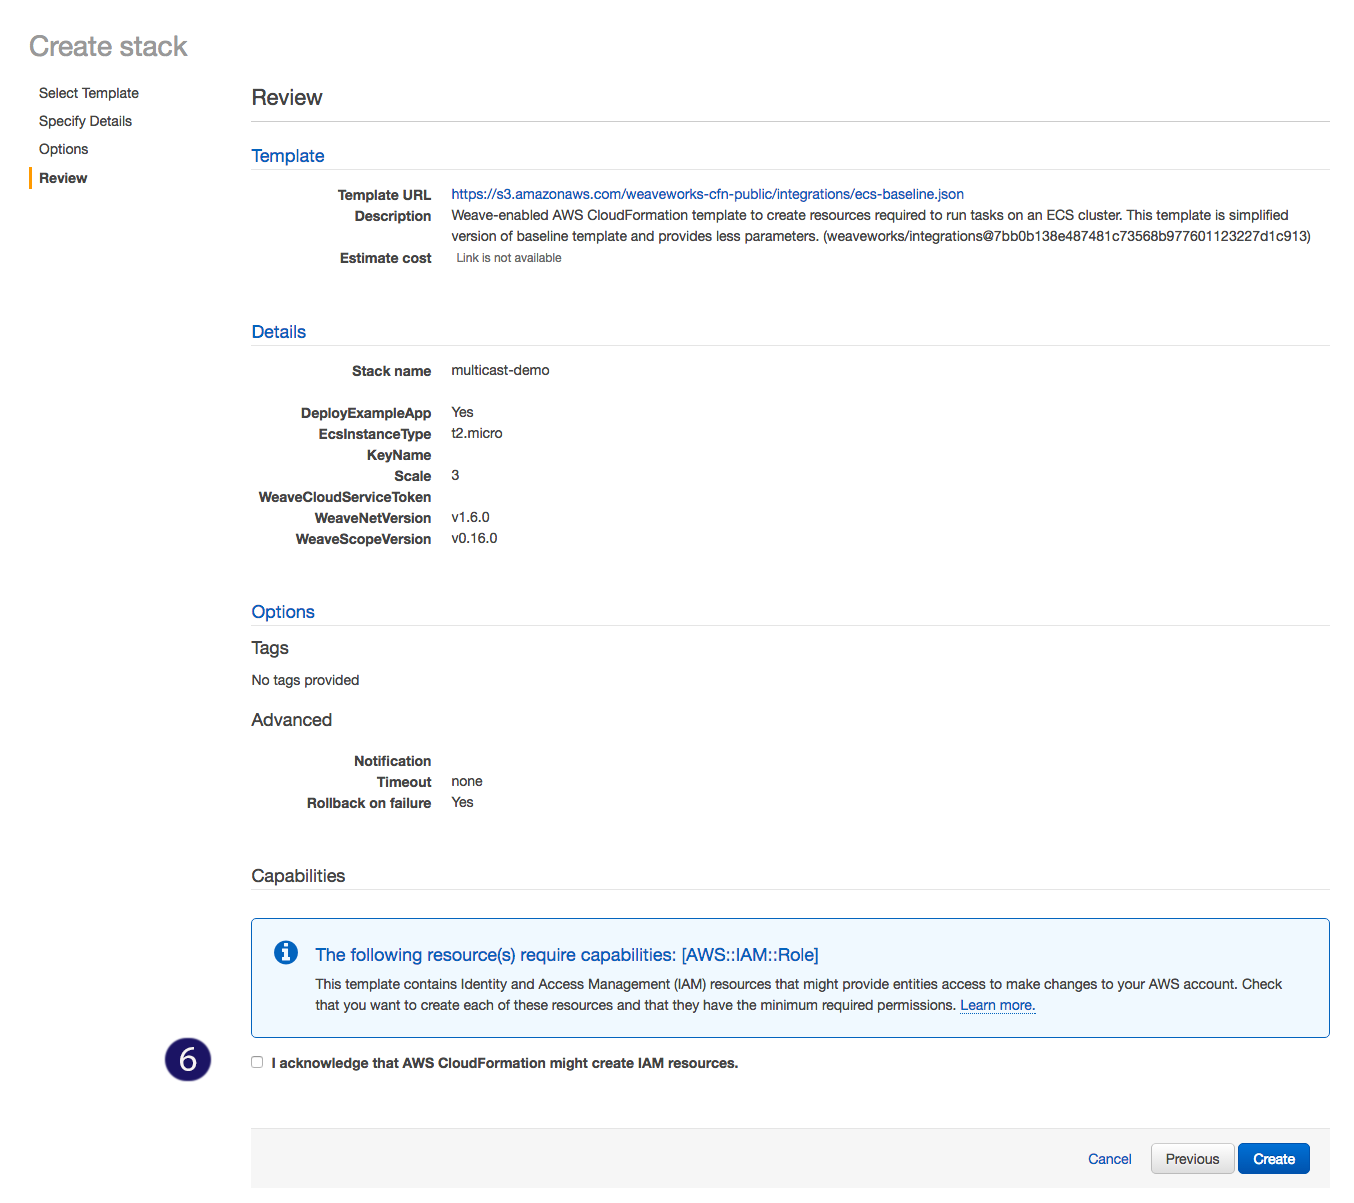 Create stack
Select Template
Specify Details
Options
Review
Review
Template
Template URL https://s3.amazonaws.com/weaveworks-cfn-public/integrations/ecs-baseline.json
Description Weave-enabled AWS CloudFormation template to create resources required to run tasks on an ECS cluster. This template is simplified
version of baseline template and provides less parameters. (weaveworks/integrations@7bb0b138e487481c73568b977601123227d1c913)
Estimate cost Link is not available
Details
Stack name multicast-demo
DeployExampleApp Yes
EcsInstanceType t2.micro
KeyName
Scale 3
WeaveCloudServiceToken
WeaveNetVersion v1.6.0
WeaveScopeVersion v0.16.0
Options
Tags
No tags provided
Advanced
Notification
Timeout none
Rollback on failure Yes
Capabilities
The following resource(s) require capabilities: [AWS::IAM::Role]
This template contains Identity and Access Management (IAM) resources that might provide entities access to make changes to your AWS account. Check
that you want to create each of these resources and that they have the minimum required permissions. Learn more.
6 I acknowledge that AWS CloudFormation might create IAM resources.
Cancel Previous Create